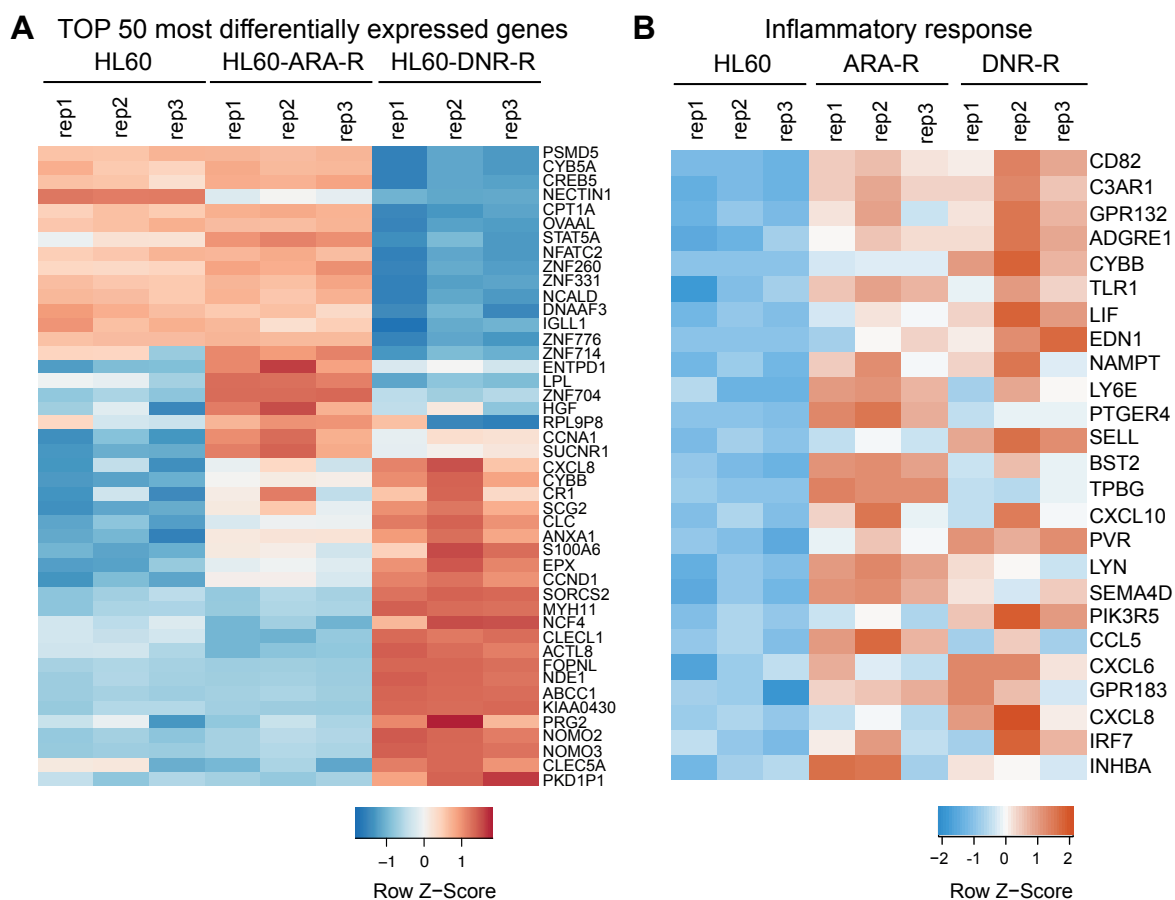 A TOP 50 most differentially expressed genes
HL60 HL60-ARA-R HL60-DNR-R
rep1 rep2 rep3 rep1 rep2 rep3 rep1 rep2 rep3
PSMD5
CYB5A
CREB5
NECTIN1
CPT1A
OVAAL
STAT5A
NFATC2
ZNF260
ZNF331
NCALD
DNAAF3
IGLL1
ZNF776
ZNF714
ENTPD1
LPL
ZNF704
HGF
RPL9P8
CCNA1
SUCNR1
CXCL8
CYBB
CR1
SCG2
CLC
ANXA1
S100A6
EPX
CCND1
SORCS2
MYH11
NCF4
CLECL1
ACTL8
FOPNL
NDE1
ABCC1
KIAA0430
PRG2
NOMO2
NOMO3
CLEC5A
PKD1P1
−1 0 1
Row Z−Score
B Inflammatory response
HL60 ARA-R DNR-R
rep1 rep2 rep3 rep1 rep2 rep3 rep1 rep2 rep3
CD82
C3AR1
GPR132
ADGRE1
CYBB
TLR1
LIF
EDN1
NAMPT
LY6E
PTGER4
SELL
BST2
TPBG
CXCL10
PVR
LYN
SEMA4D
PIK3R5
CCL5
CXCL6
GPR183
CXCL8
IRF7
INHBA
−2 −1 0 1 2
Row Z−Score